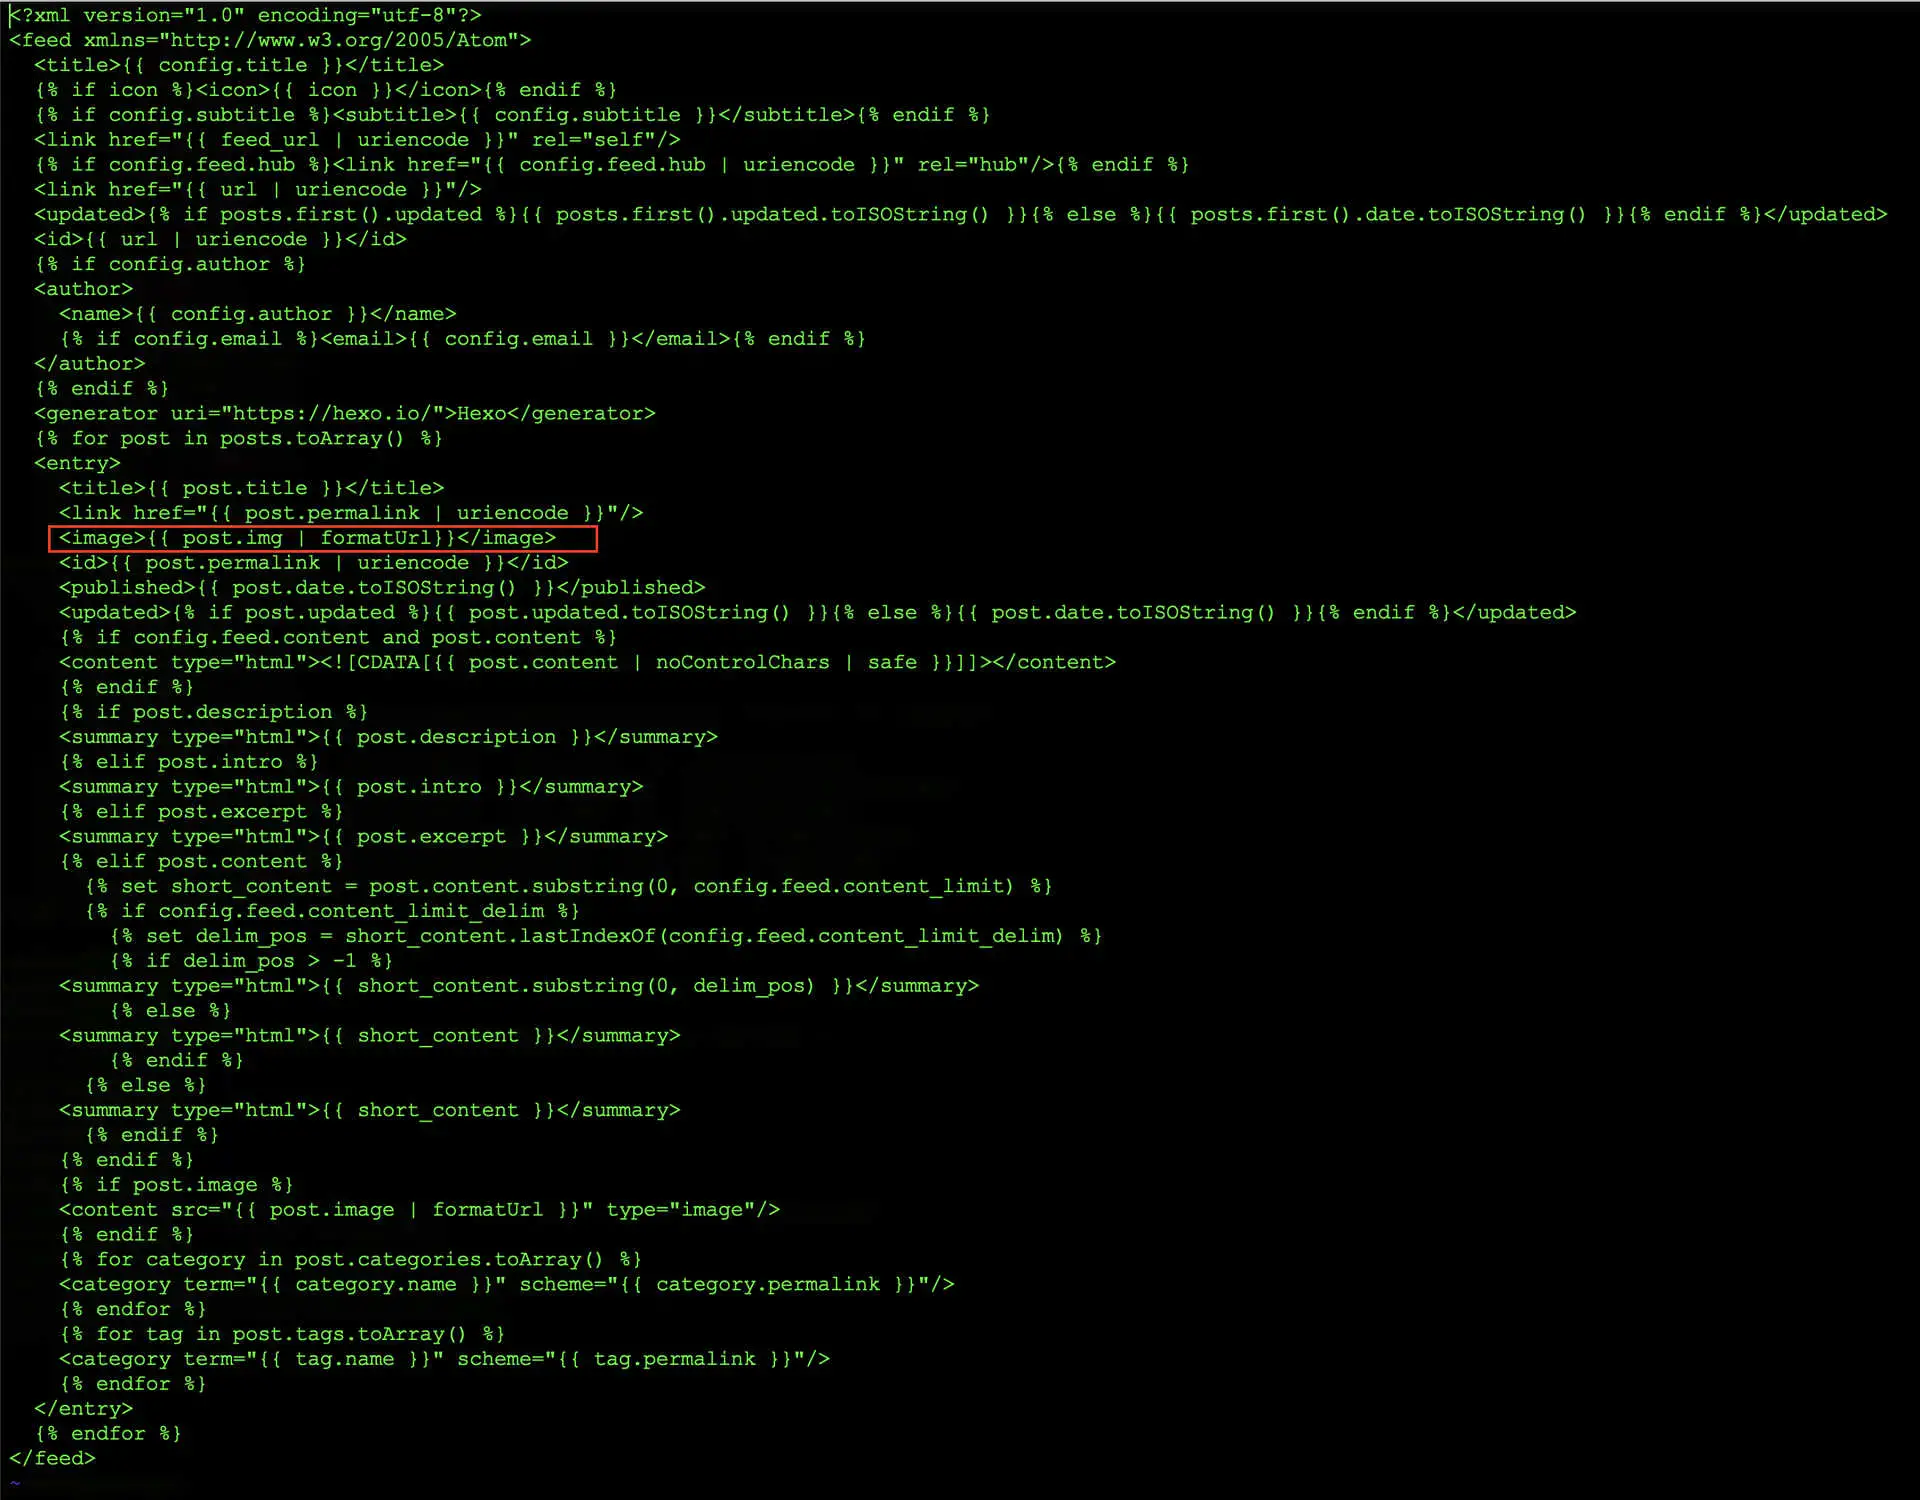 <?xml version="1.0" encoding="utf-8"?>
<feed xmlns="http://www.w3.org/2005/Atom">
  <title>{{ config.title }}</title>
  {% if icon %}<icon>{{ icon }}</icon>{% endif %}
  {% if config.subtitle %}<subtitle>{{ config.subtitle }}</subtitle>{% endif %}
  <link href="{{ feed_url | uriencode }}" rel="self"/>
  {% if config.feed.hub %}<link href="{{ config.feed.hub | uriencode }}" rel="hub"/>{% endif %}
  <link href="{{ url | uriencode }}"/>
  <updated>{% if posts.first().updated %}{{ posts.first().updated.toISOString() }}{% else %}{{ posts.first().date.toISOString() }}{% endif %}</updated>
  <id>{{ url | uriencode }}</id>
  {% if config.author %}
  <author>
    <name>{{ config.author }}</name>
    {% if config.email %}<email>{{ config.email }}</email>{% endif %}
  </author>
  {% endif %}
  <generator uri="https://hexo.io/">Hexo</generator>
  {% for post in posts.toArray() %}
  <entry>
    <title>{{ post.title }}</title>
    <link href="{{ post.permalink | uriencode }}"/>
    <image>{{ post.img | formatUrl}}</image>
    <id>{{ post.permalink | uriencode }}</id>
    <published>{{ post.date.toISOString() }}</published>
    <updated>{% if post.updated %}{{ post.updated.toISOString() }}{% else %}{{ post.date.toISOString() }}{% endif %}</updated>
    {% if config.feed.content and post.content %}
    <content type="html"><![CDATA[{{ post.content | noControlChars | safe }}]]></content>
    {% endif %}
    {% if post.description %}
    <summary type="html">{{ post.description }}</summary>
    {% elif post.intro %}
    <summary type="html">{{ post.intro }}</summary>
    {% elif post.excerpt %}
    <summary type="html">{{ post.excerpt }}</summary>
    {% elif post.content %}
      {% set short_content = post.content.substring(0, config.feed.content_limit) %}
      {% if config.feed.content_limit_delim %}
        {% set delim_pos = short_content.lastIndexOf(config.feed.content_limit_delim) %}
        {% if delim_pos > -1 %}
    <summary type="html">{{ short_content.substring(0, delim_pos) }}</summary>
        {% else %}
    <summary type="html">{{ short_content }}</summary>
        {% endif %}
      {% else %}
    <summary type="html">{{ short_content }}</summary>
      {% endif %}
    {% endif %}
    {% if post.image %}
    <content src="{{ post.image | formatUrl }}" type="image"/>
    {% endif %}
    {% for category in post.categories.toArray() %}
    <category term="{{ category.name }}" scheme="{{ category.permalink }}"/>
    {% endfor %}
    {% for tag in post.tags.toArray() %}
    <category term="{{ tag.name }}" scheme="{{ tag.permalink }}"/>
    {% endfor %}
  </entry>
  {% endfor %}
</feed>
~